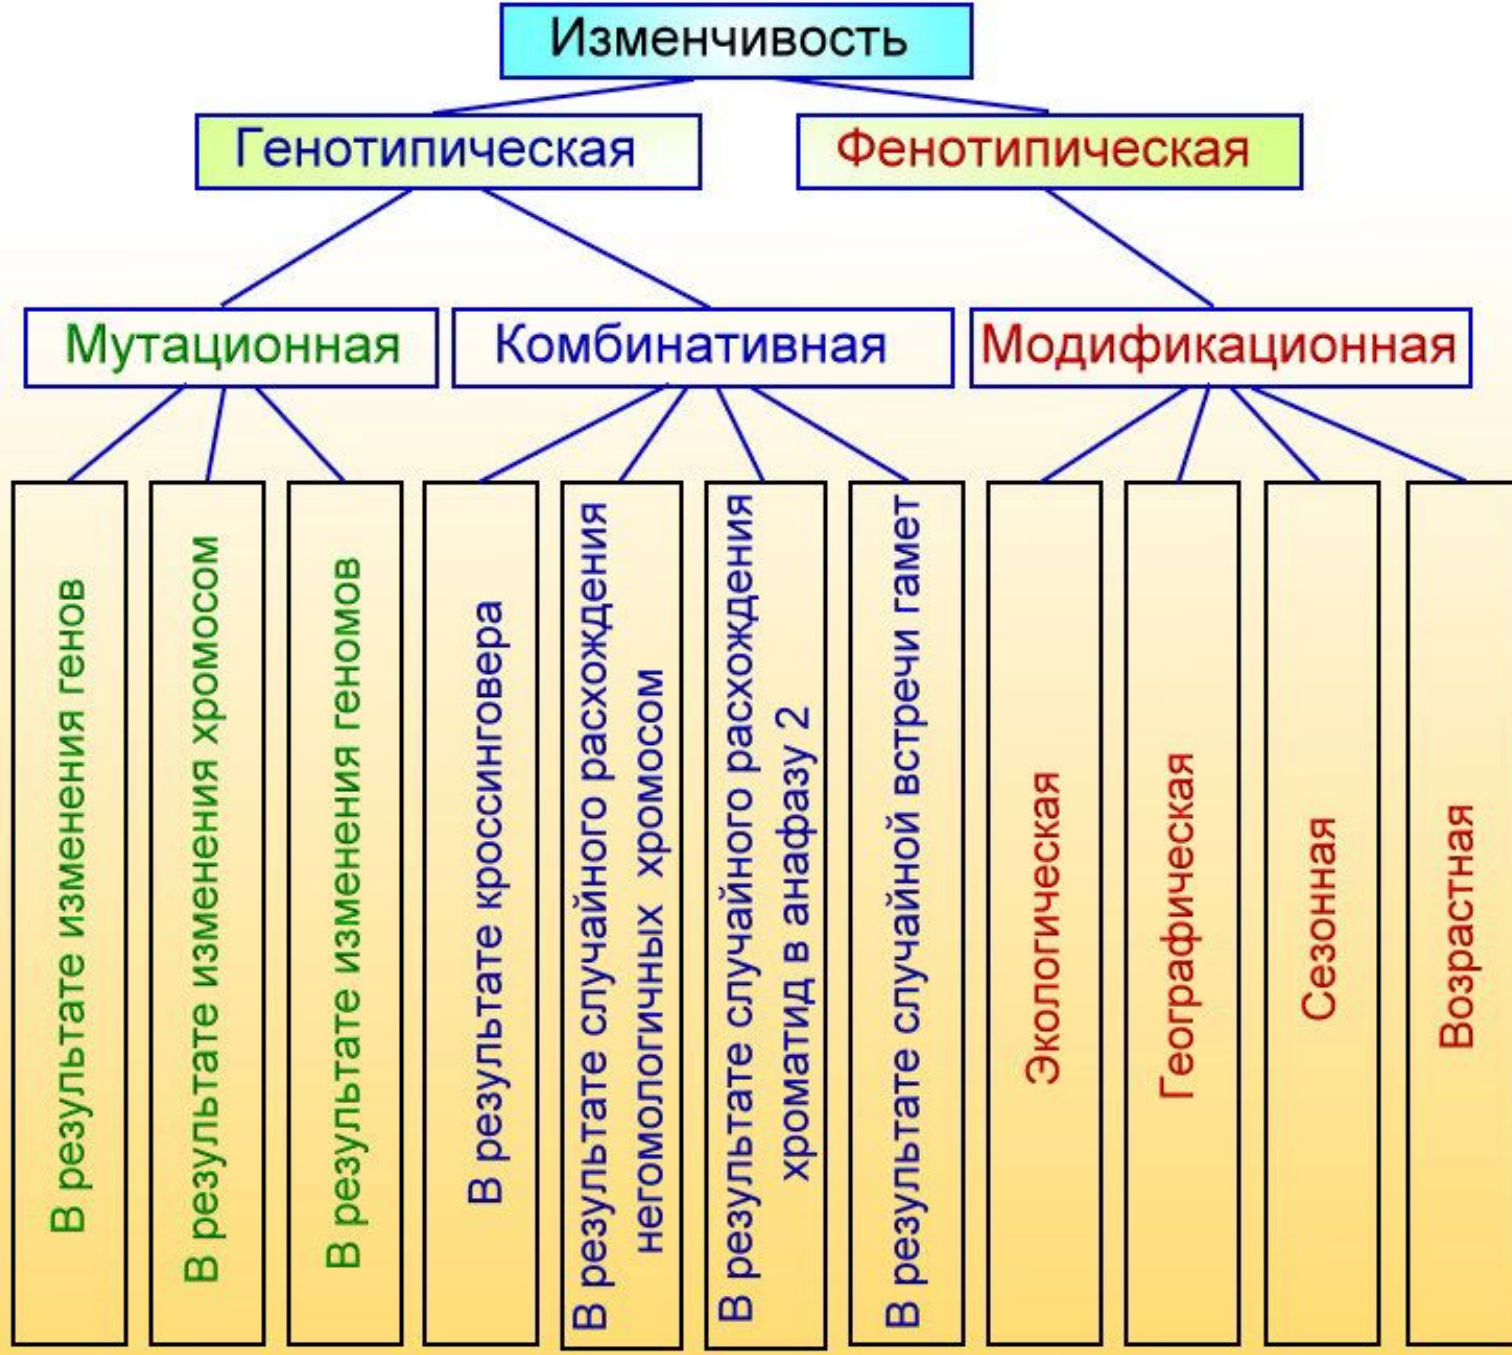 Изменчивость
Генотипическая
Фенотипическая
Мутационная
Комбинативная
Модификационная
В результате изменения генов
В результате изменения хромосом
В результате изменения геномов
В результате кроссинговера
В результате случайного расхождения
негомологичных хромосом
В результате случайного расхождения
хроматид в анафазу 2
В результате случайной встречи гамет
Экологическая
Географическая
Сезонная
Возрастная